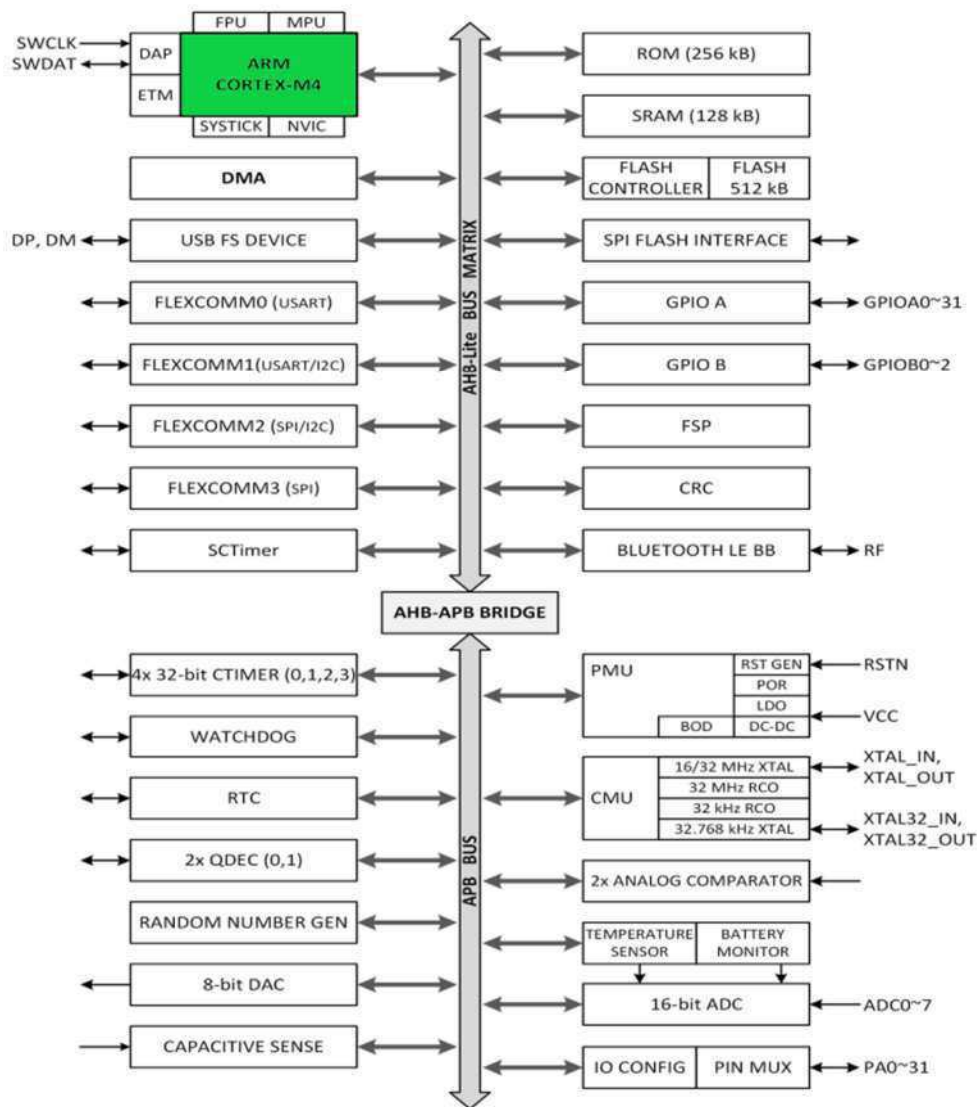 FPU MPU
SWCLK
SWDAT
DAP
ETM
ARM
CORTEX-M4
SYSTICK NVIC
DMA
DP, DM
USB FS DEVICE
FLEXCOMM0 (USART)
FLEXCOMM1(USART/I2C)
FLEXCOMM2 (SPI/I2C)
FLEXCOMM3 (SPI)
SCTimer
AHB-Lite BUS MATRIX
ROM (256 kB)
SRAM (128 kB)
FLASH
CONTROLLER
FLASH
512 kB
SPI FLASH INTERFACE
GPIO A
GPIOA0~31
GPIO B
GPIOB0~2
FSP
CRC
BLUETOOTH LE BB
RF
AHB-APB BRIDGE
4x 32-bit CTIMER (0,1,2,3)
WATCHDOG
RTC
2x QDEC (0,1)
RANDOM NUMBER GEN
8-bit DAC
CAPACITIVE SENSE
APB BUS
PMU
RST GEN
RSTN
POR
LDO
BOD
DC-DC
VCC
CMU
16/32 MHz XTAL
32 MHz RCO
32 kHz RCO
32.768 kHz XTAL
XTAL_IN,
XTAL_OUT
XTAL32_IN,
XTAL32_OUT
2x ANALOG COMPARATOR
TEMPERATURE
SENSOR
BATTERY
MONITOR
16-bit ADC
ADC0~7
IO CONFIG
PIN MUX
PA0~31